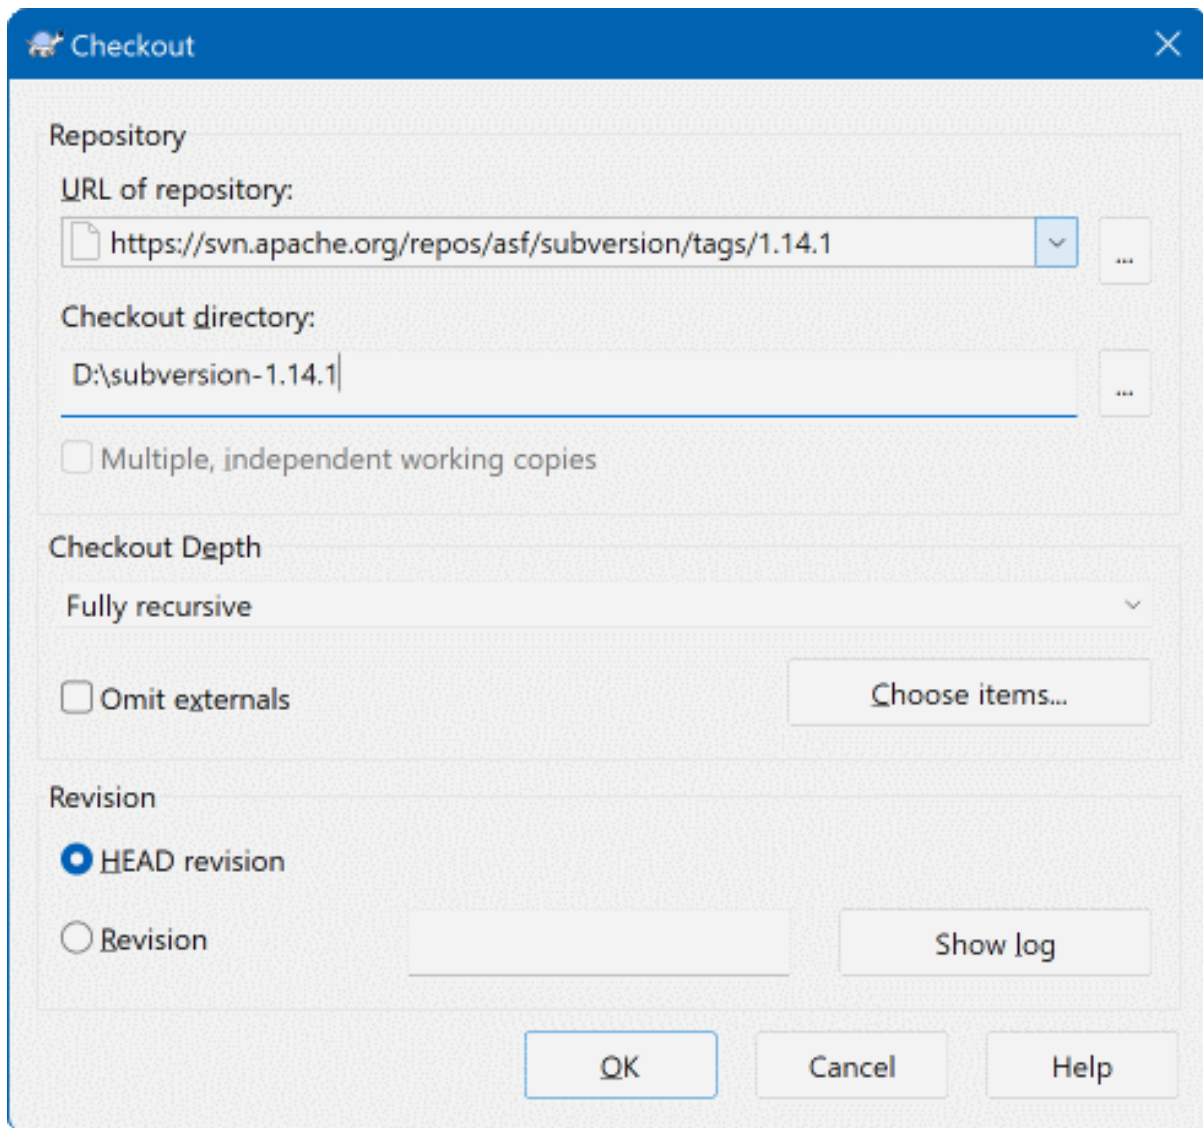 Checkout
Repository
URL of repository:
https://svn.apache.org/repos/asf/subversion/tags/1.14.1
...
Checkout directory:
D:\subversion-1.14.1
...
Multiple, independent working copies
Checkout Depth
Fully recursive
Omit externals
Choose items...
Revision
HEAD revision
Revision
Show log
OK
Cancel
Help